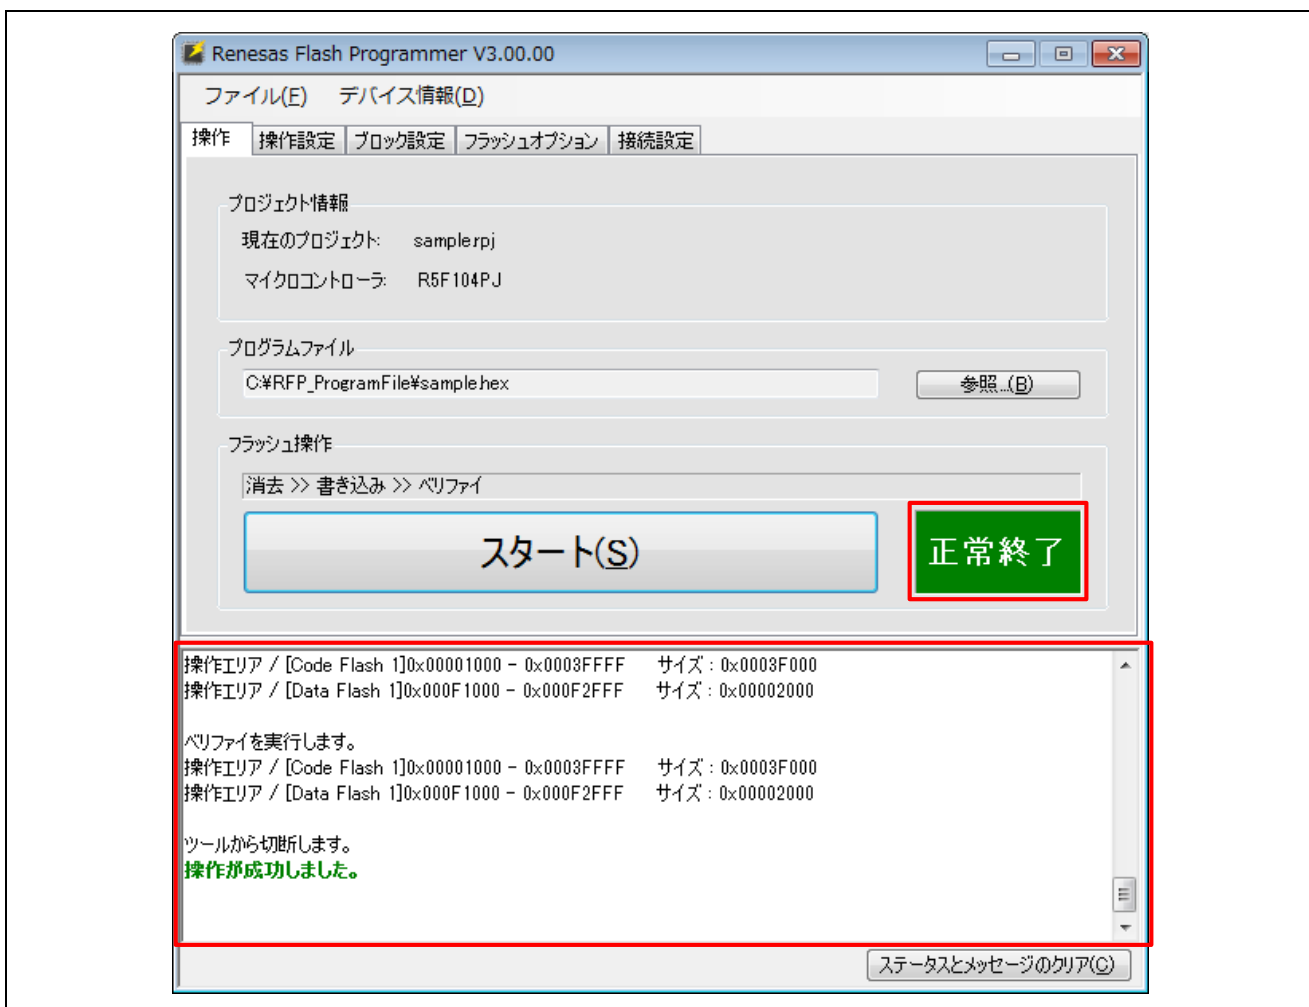 Renesas Flash Programmer V3.00.00
ファイル(F) デバイス情報(D)
操作 操作設定 ブロック設定 フラッシュオプション 接続設定
プロジェクト情報
現在のプロジェクト: sample.rpj
マイクロコントローラ: R5F104PJ
プログラムファイル
C:¥RFP_ProgramFile¥sample.hex 参照...(B)
フラッシュ操作
消去 >> 書き込み >> ベリファイ
スタート(S) 正常終了
操作エリア / [Code Flash 1]0x00001000 - 0x0003FFFF サイズ : 0x0003F000
操作エリア / [Data Flash 1]0x000F1000 - 0x000F2FFF サイズ : 0x00002000
ベリファイを実行します。
操作エリア / [Code Flash 1]0x00001000 - 0x0003FFFF サイズ : 0x0003F000
操作エリア / [Data Flash 1]0x000F1000 - 0x000F2FFF サイズ : 0x00002000
ツールから切断します。
操作が成功しました。
ステータスとメッセージのクリア(C)